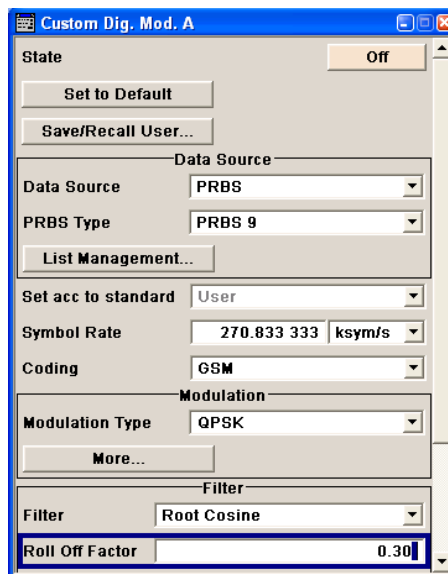 Custom Dig. Mod. A
State Off
Set to Default
Save/Recall User...
Data Source
Data Source PRBS
PRBS Type PRBS 9
List Management...
Set acc to standard User
Symbol Rate 270.833 333 ksym/s
Coding GSM
Modulation
Modulation Type QPSK
More...
Filter
Filter Root Cosine
Roll Off Factor 0.30